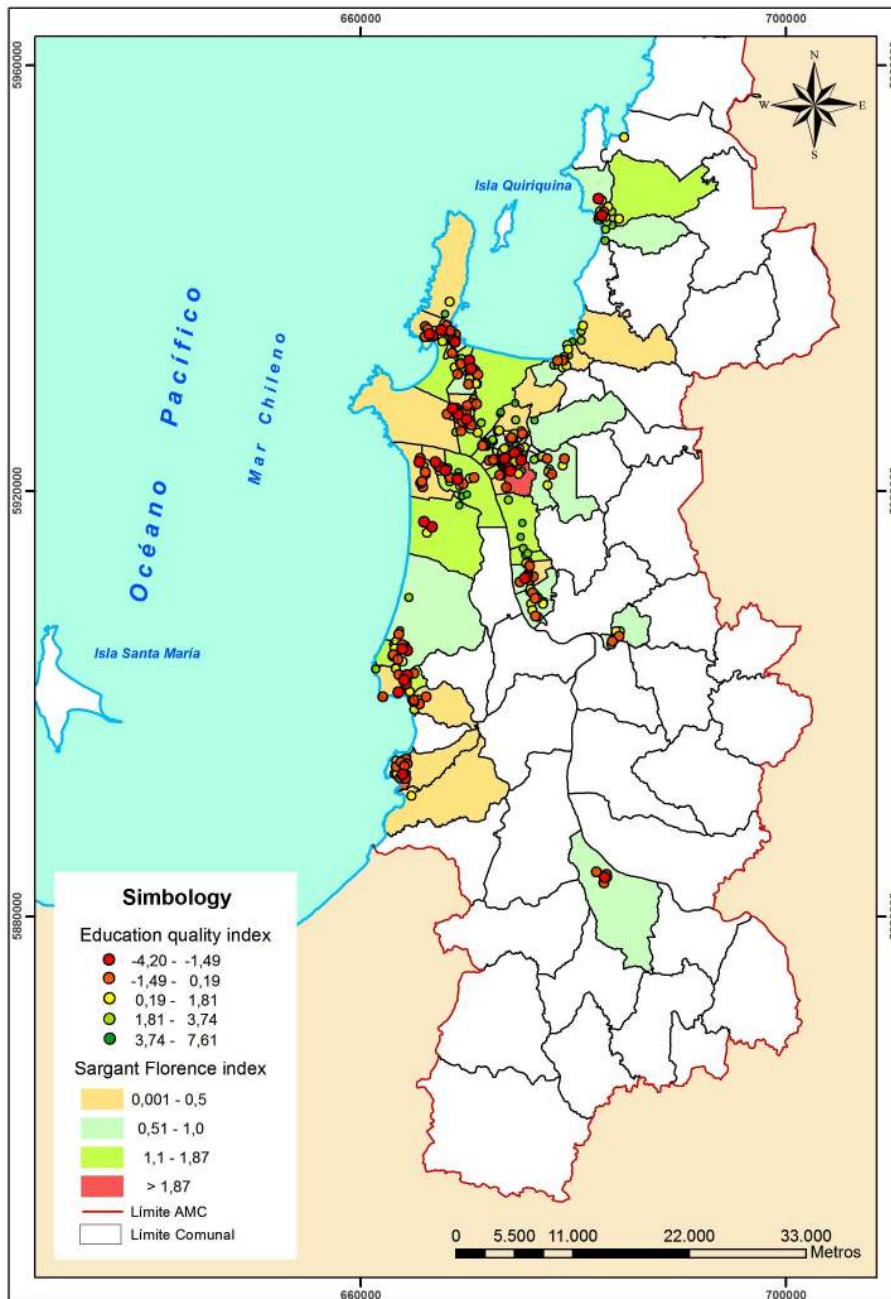 660000
700000
5960000
N
W
E
S
Isla Quiriquina
Océano Pacífico
Mar Chileno
5920000
Isla Santa María
5880000
Simbology
Education quality index
-4,20 - -1,49
-1,49 - 0,19
0,19 - 1,81
1,81 - 3,74
3,74 - 7,61
Sargant Florence index
0,001 - 0,5
0,51 - 1,0
1,1 - 1,87
> 1,87
Límite AMC
Límite Comunal
0 5.500 11.000 22.000 33.000
Metros
660000
700000